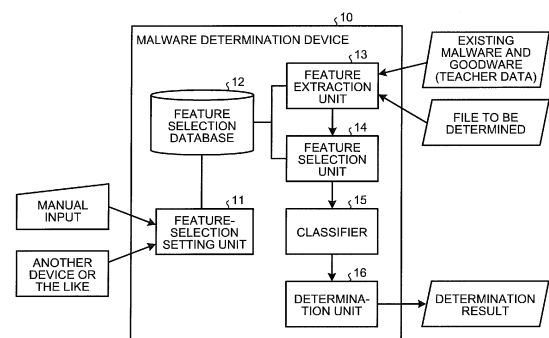 10
MALWARE DETERMINATION DEVICE
13
FEATURE
EXTRACTION
UNIT
EXISTING
MALWARE AND
GOODWARE
(TEACHER DATA)
12
FEATURE
SELECTION
DATABASE
FILE TO BE
DETERMINED
14
FEATURE
SELECTION
UNIT
MANUAL
INPUT
11
FEATURE-
SELECTION
SETTING UNIT
15
CLASSIFIER
ANOTHER
DEVICE OR
THE LIKE
16
DETERMINA-
TION UNIT
DETERMINATION
RESULT